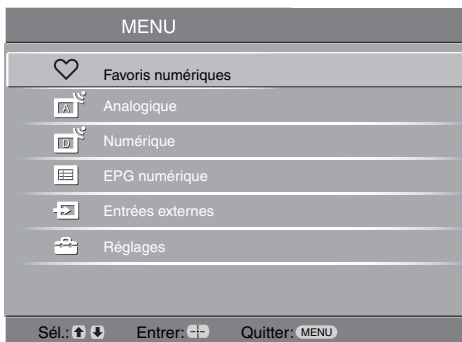 MENU
Favoris numériques
A Analogique
D Numérique
EPG numérique
Entrées externes
Réglages
Sél.: Entrer: Quitter: MENU